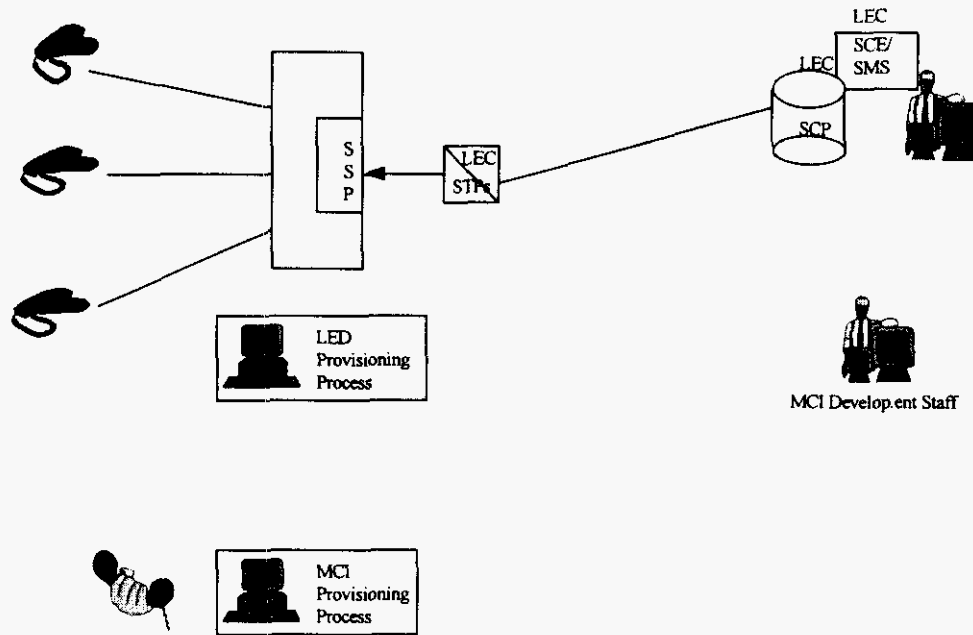 LEC
SCE/
SMS
LEC
SCP
S
S
P
LEC
STPs
LED
Provisioning
Process
MCI Develop.ent Staff
MCI
Provisioning
Process